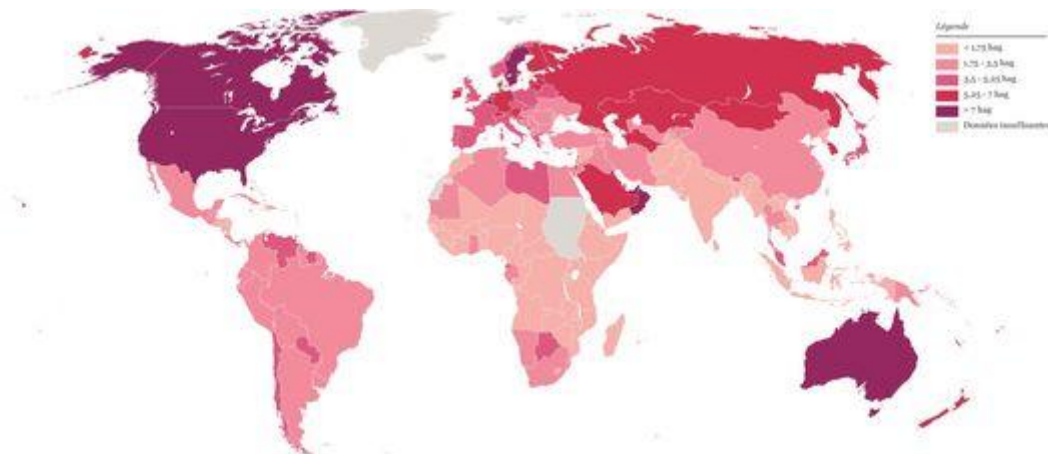 Légende
< 1,75 hag
1,75 - 3,5 hag
3,5 - 5,25 hag
5,25 - 7 hag
> 7 hag
Données insuffisantes